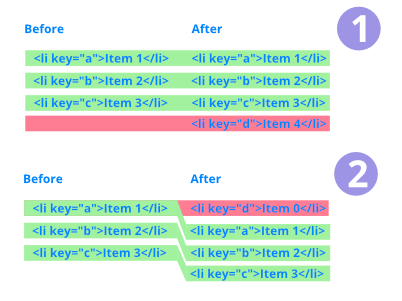 Before After 1
<li key="a">Item 1</li> <li key="a">Item 1</li>
<li key="b">Item 2</li> <li key="b">Item 2</li>
<li key="c">Item 3</li> <li key="c">Item 3</li>
<li key="d">Item 4</li>
Before After 2
<li key="a">Item 1</li> <li key="d">Item 0</li>
<li key="b">Item 2</li> <li key="a">Item 1</li>
<li key="c">Item 3</li> <li key="b">Item 2</li>
<li key="c">Item 3</li>